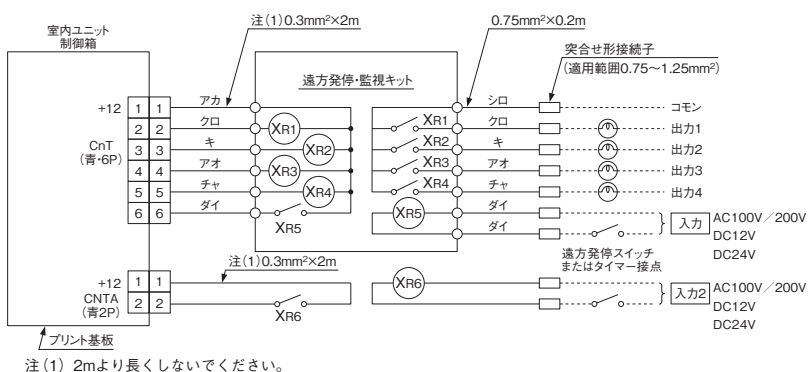 注(1)0.3mm²×2m
0.75mm²×0.2m
室内ユニット
制御箱
突合せ形接続子
(適用範囲0.75〜1.25mm²)
遠方発停・監視キット
+12 1 1 アカ シロ コモン
2 2 クロ XR1 XR1 クロ 出力1
CnT
(青・6P)
3 3 キ XR2 XR2 キ 出力2
4 4 アオ XR3 XR3 アオ 出力3
5 5 チャ XR4 XR4 チャ 出力4
6 6 ダイ XR5 XR5 ダイ
ダイ
入力 AC100V/200V
DC12V
DC24V
遠方発停スイッチ
またはタイマー接点
注(1)0.3mm²×2m
+12 1 1
CNTA
(青2P)
2 2
XR6
XR6
入力2 AC100V/200V
DC12V
DC24V
プリント基板
注(1) 2mより長くしないでください。